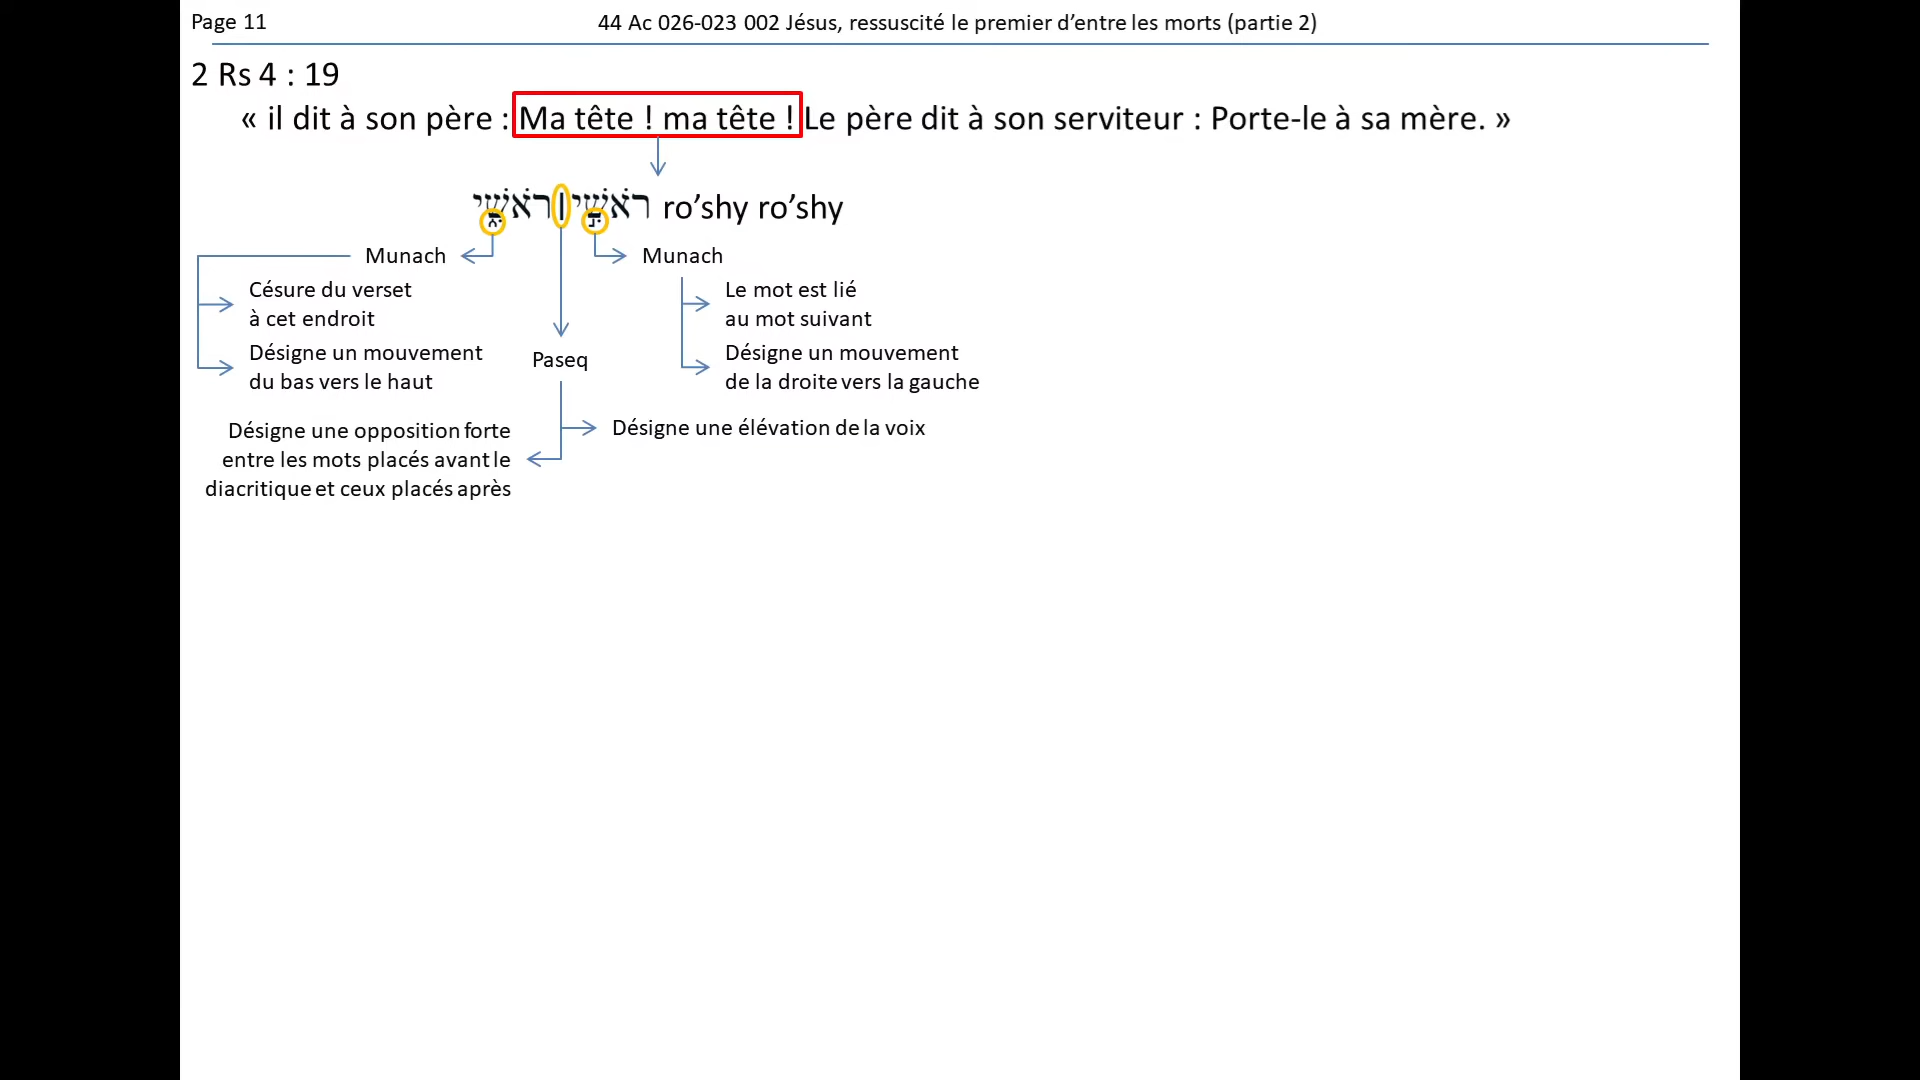 Page 11
44 Ac 026-023 002 Jésus, ressuscité le premier d’entre les morts (partie 2)
2 Rs 4 : 19
« il dit à son père : Ma tête ! ma tête ! Le père dit à son serviteur : Porte-le à sa mère. »
רֹאשִׁ֣י ׀ רֹאשִׁ֑י ro’shy ro’shy
Munach
Césure du verset
à cet endroit
Désigne un mouvement
du bas vers le haut
Munach
Le mot est lié
au mot suivant
Désigne un mouvement
de la droite vers la gauche
Paseq
Désigne une élévation de la voix
Désigne une opposition forte
entre les mots placés avant le
diacritique et ceux placés après